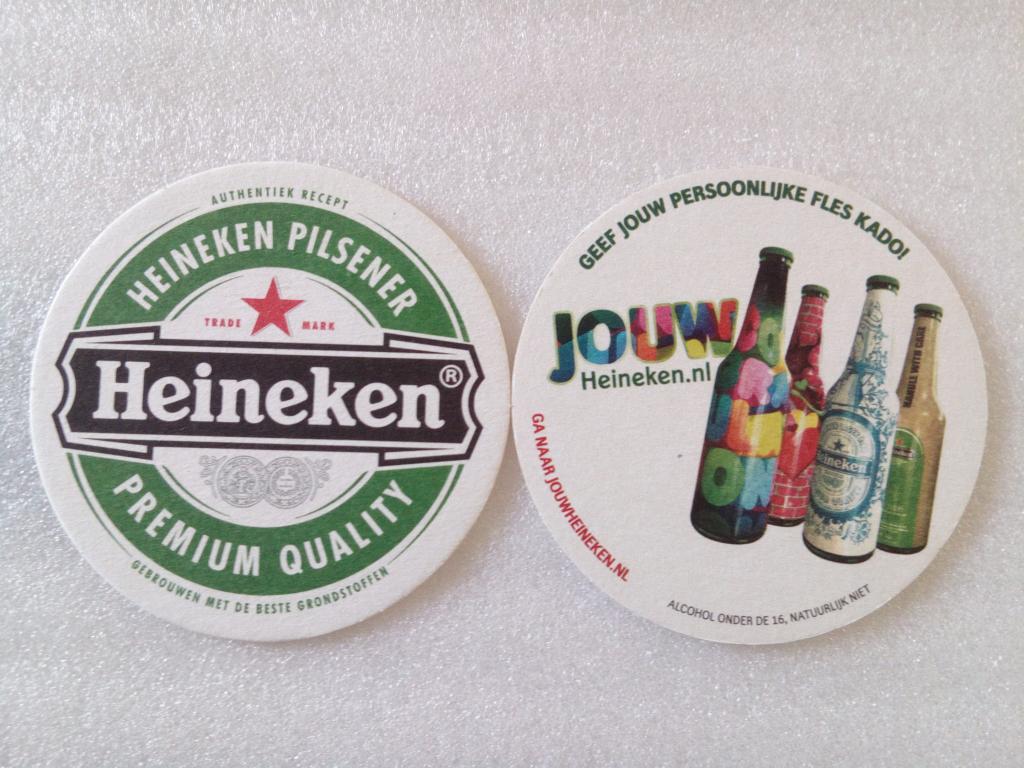 AUTHENTIEK RECEPT
HEINEKEN PILSENER
TRADE MARK
Heineken®
PREMIUM QUALITY
GEBROUWEN MET DE BESTE GRONDSTOFFEN
GEEF JOUW PERSOONLIJKE FLES KADO!
JOUW
Heineken.nl
HANDLE WITH CARE
Heineken
GA NAAR JOUWHEINEKEN.NL
ALCOHOL ONDER DE 16, NATUURLIJK NIET